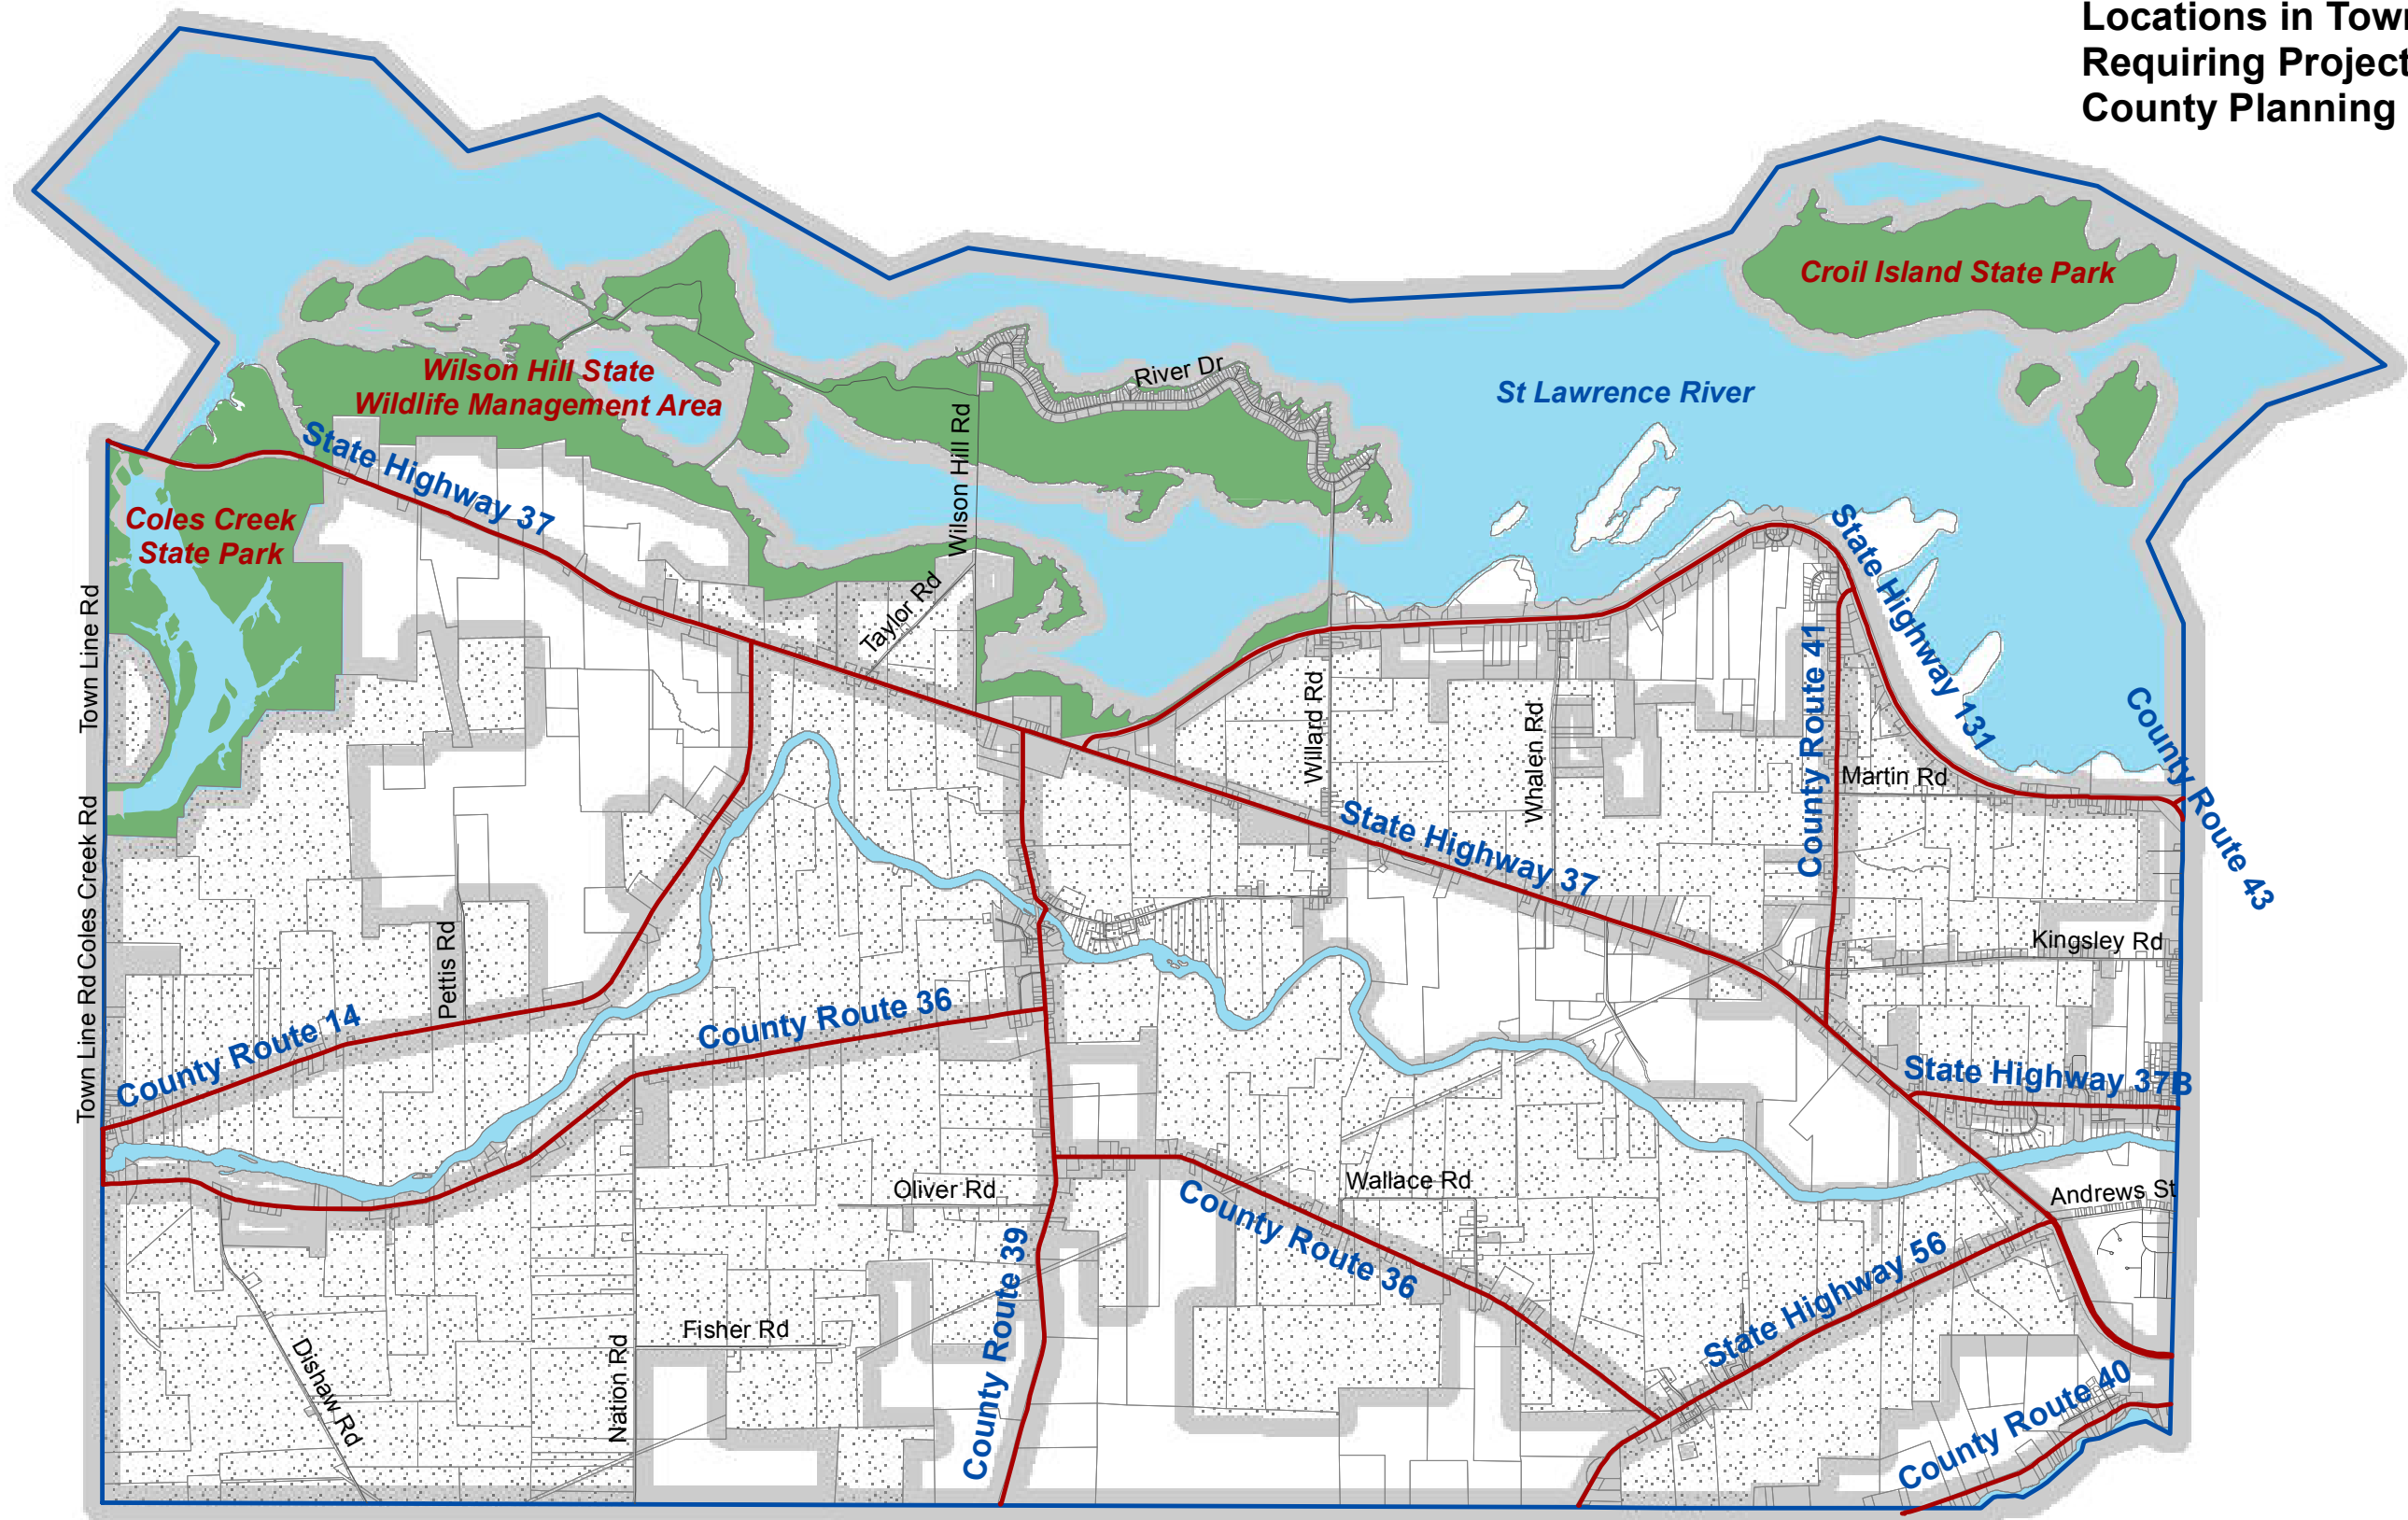 Locations in Town
Requiring Project
County Planning
Croil Island State Park
Wilson Hill State
Wildlife Management Area
River Dr
St Lawrence River
State Highway 37
Wilson Hill Rd
Coles Creek
State Park
Taylor Rd
State Highway 131
Town Line Rd
County Route 41
Willard Rd
Whalen Rd
Martin Rd
County Route 43
State Highway 37
Town Line Rd Coles Creek Rd
Pettis Rd
Kingsley Rd
County Route 14
County Route 36
State Highway 37B
Oliver Rd
Wallace Rd
Andrews St
County Route 36
County Route 39
State Highway 56
Fisher Rd
Dishaw Rd
Nation Rd
County Route 40